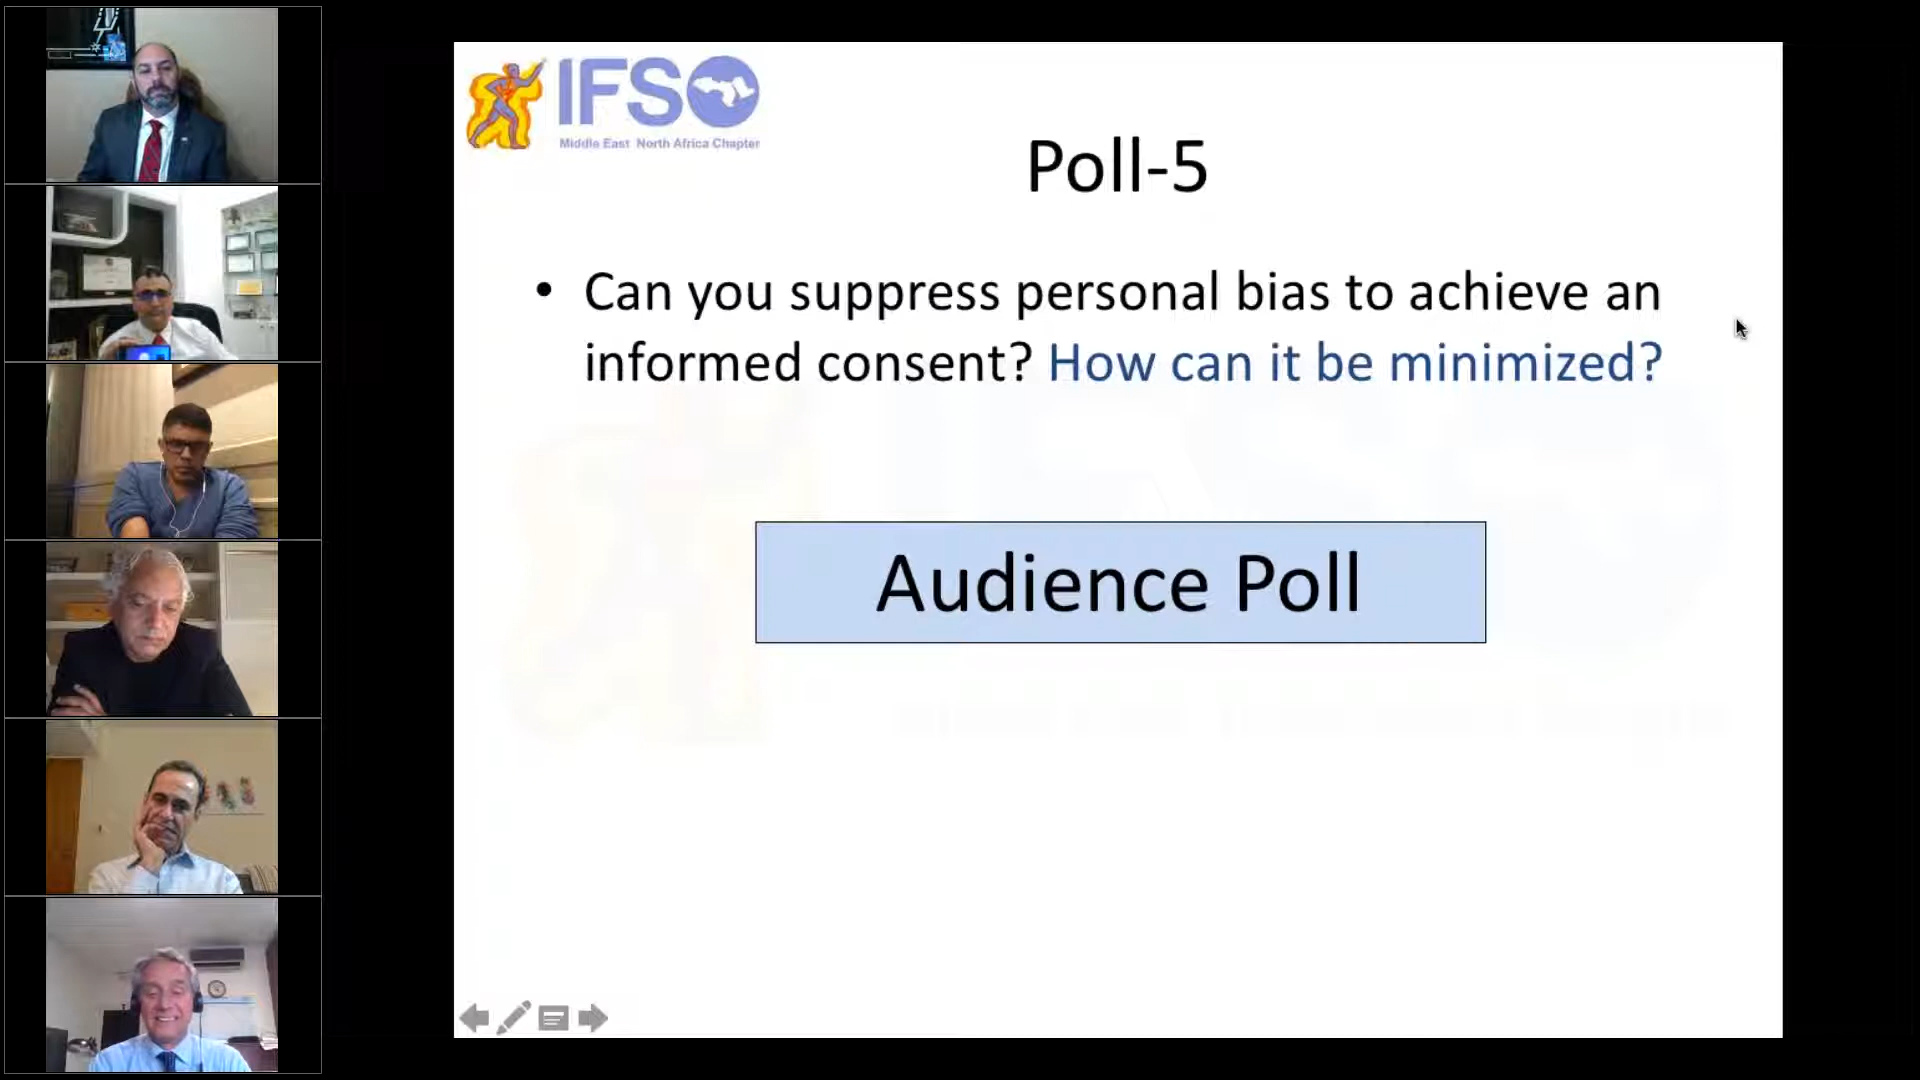 IFSO
Middle East North Africa Chapter
Poll-5
• Can you suppress personal bias to achieve an
informed consent? How can it be minimized?
Audience Poll